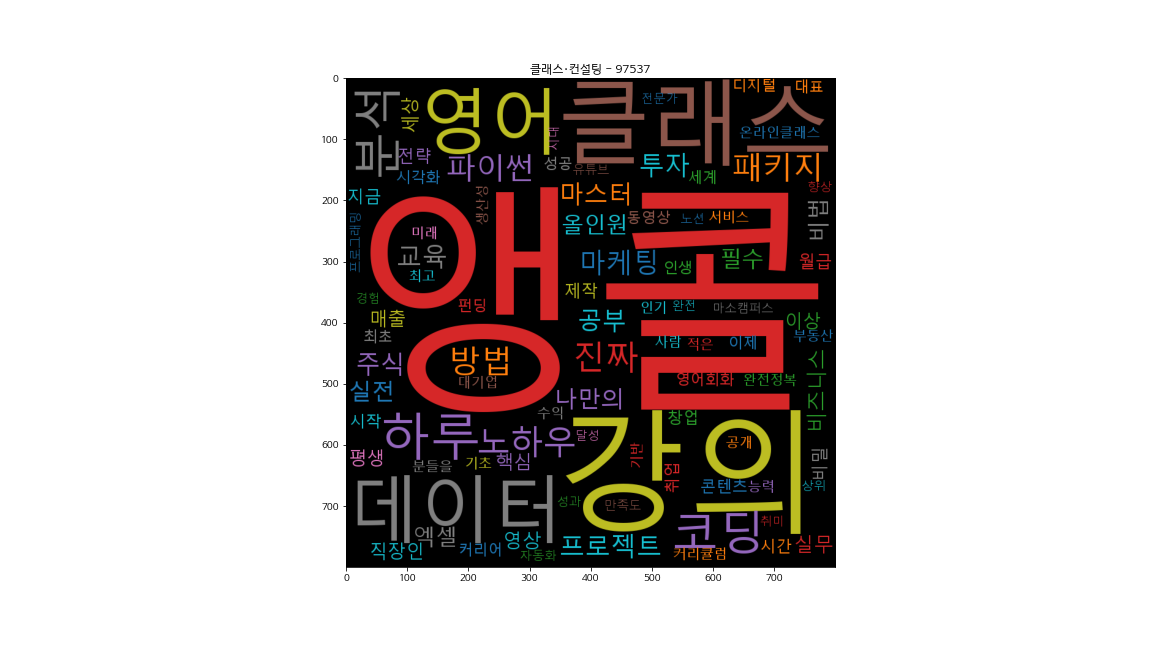 클래스·컨설팅 - 97537
0
100
200
300
400
500
600
700
0 100 200 300 400 500 600 700
분석
세상
영어
시대
클래스
전문가
디지털
대표
온라인클래스
전략
시각화
파이썬
성공
유튜브
투자
세계
패키지
향상
지금
프로그래밍
생산성
마스터
올인원
동영상
노션
서비스
비법
미래
교육
최고
앵콜
마케팅
인생
필수
월급
경험
펀딩
제작
인기
완전
마소캠퍼스
매출
최초
공부
이상
사람
적은
이제
부동산
주식
방법
대기업
진짜
영어회화
완전정복
비즈니스
실전
나만의
시작
수익
창업
하루
노하우
달성
강의
공개
평생
분들을
기초
핵심
기반
취업
비밀
콘텐츠
능력
상위
데이터
성과
만족도
엑셀
영상
코딩
취미
직장인
커리어
자동화
프로젝트
커리큘럼
시간
실무